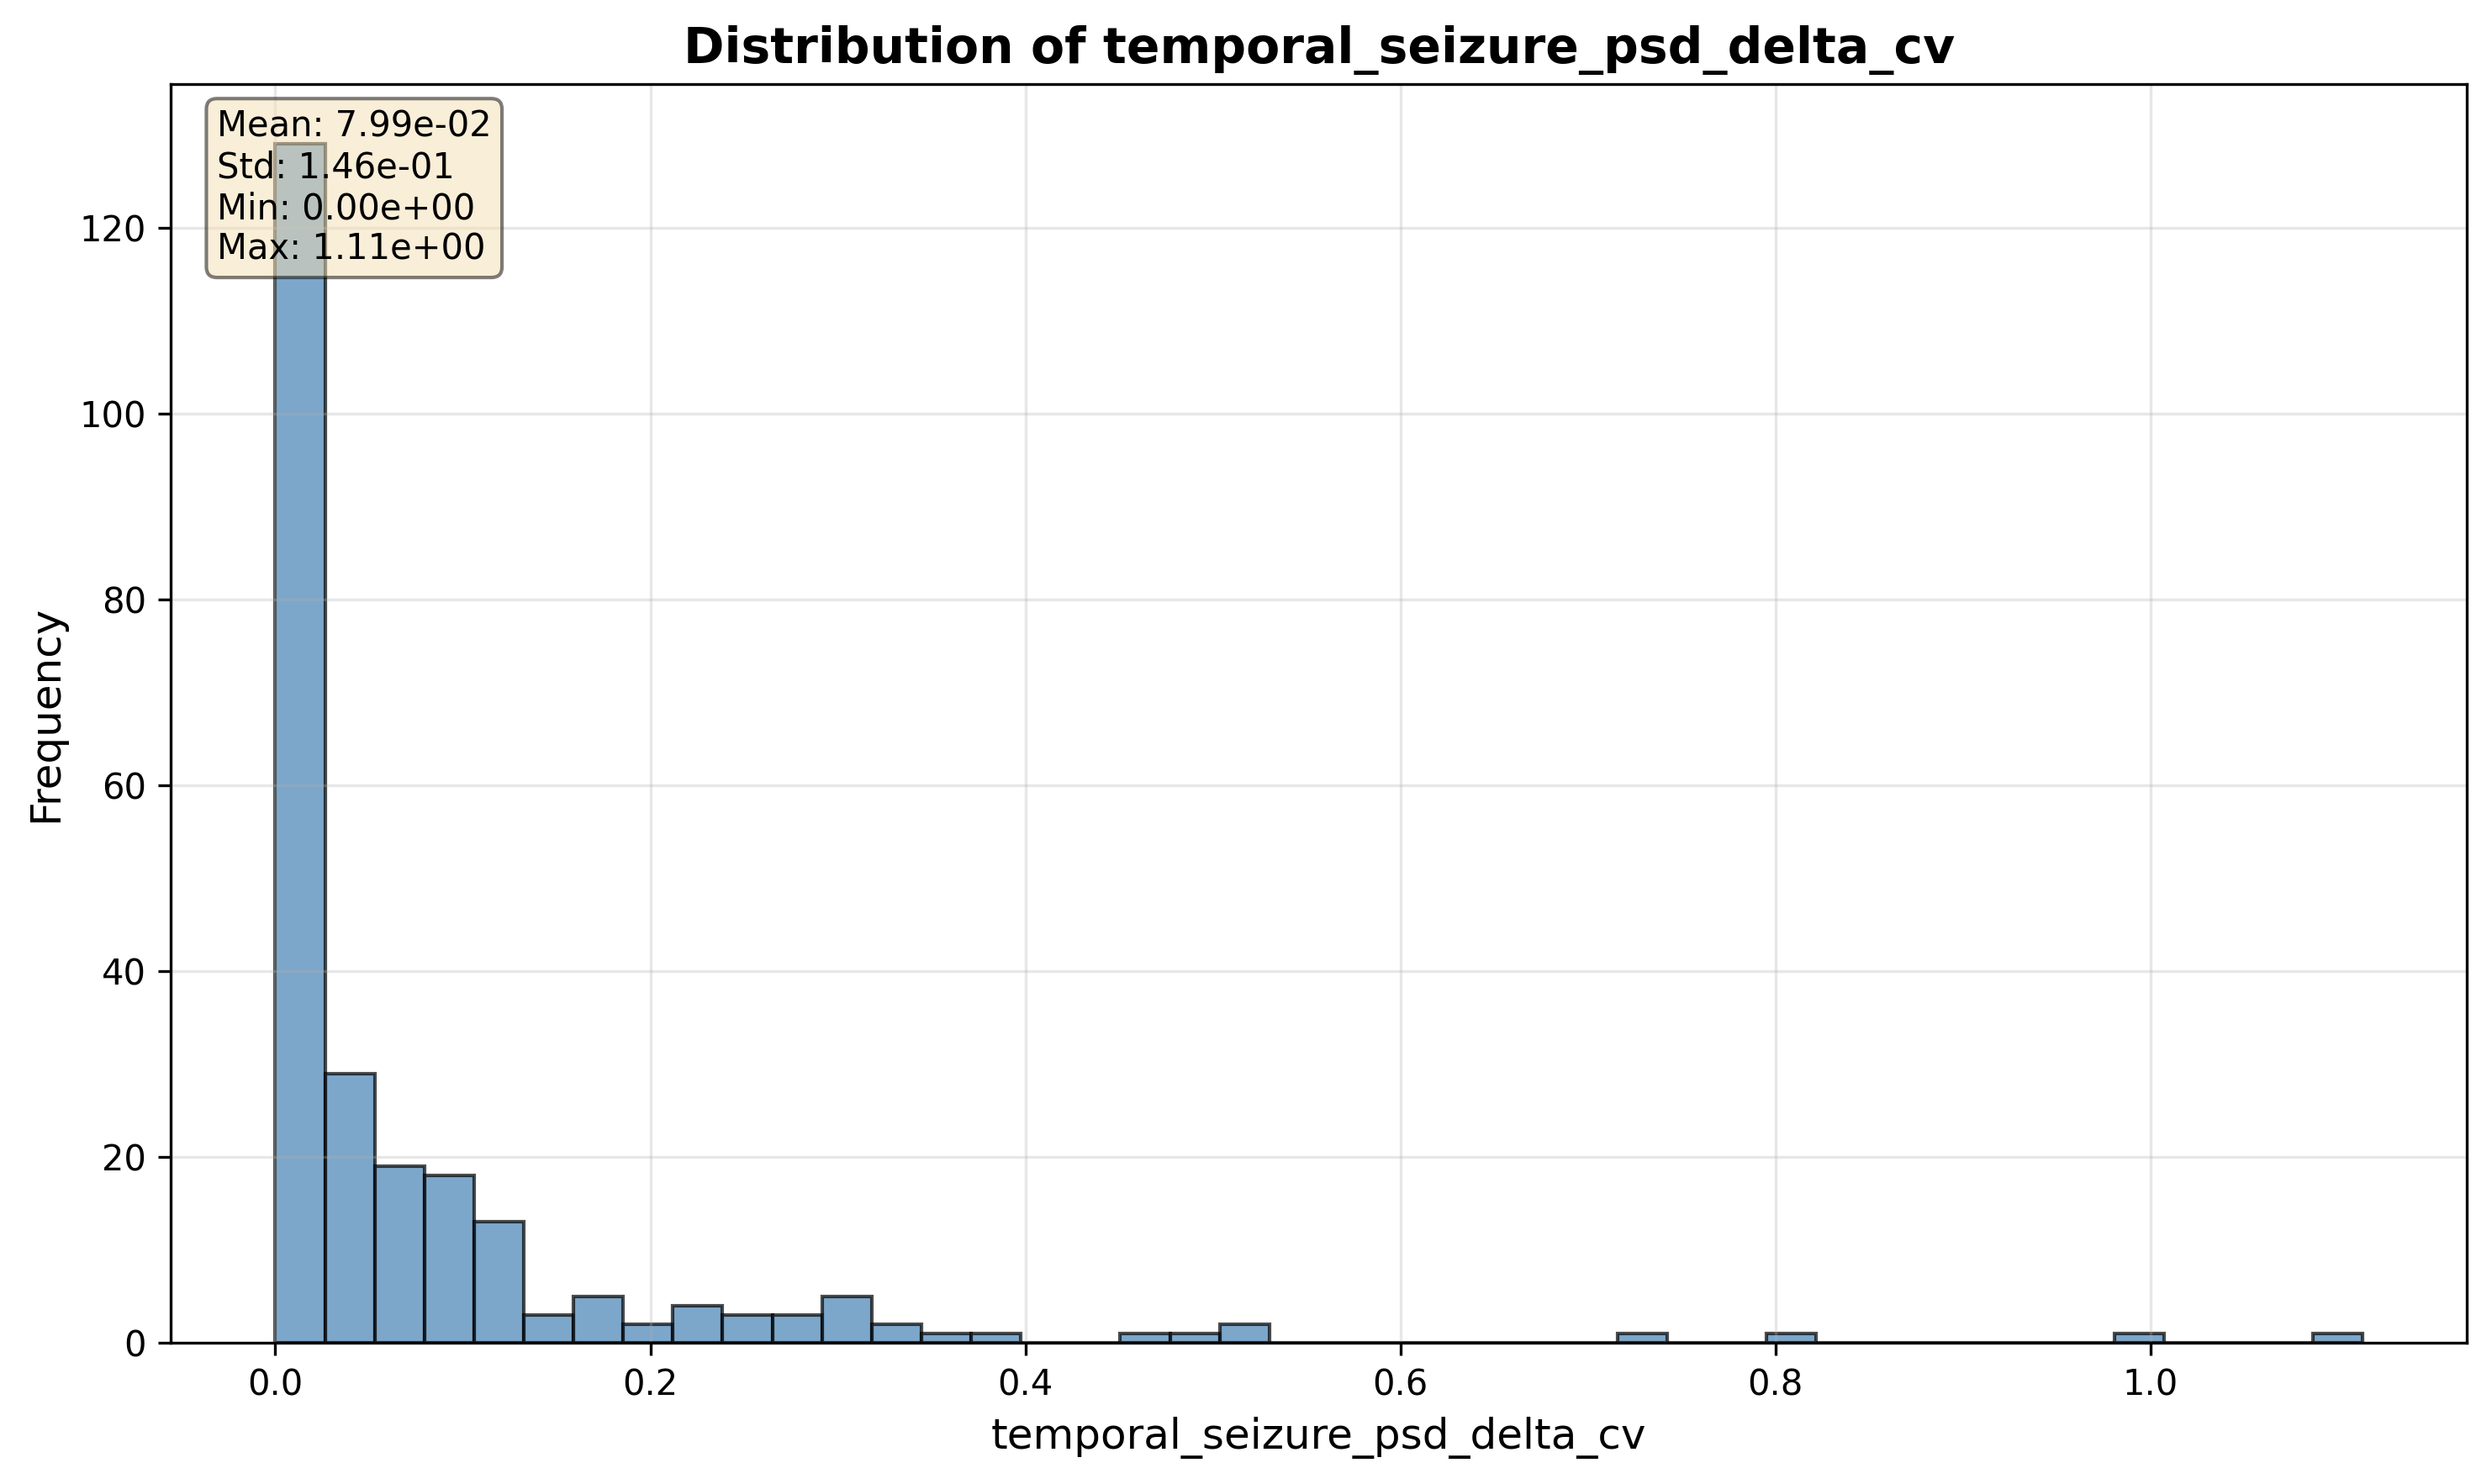 Distribution of temporal_seizure_psd_delta_cv
Mean: 7.99e-02
Std: 1.46e-01
Min: 0.00e+00
Max: 1.11e+00
120
100
80
60
40
20
0
Frequency
0.0 0.2 0.4 0.6 0.8 1.0
temporal_seizure_psd_delta_cv